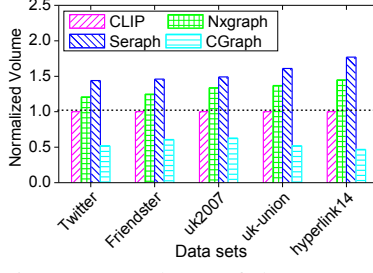 2.5
2.0
1.5
1.0
0.5
0.0
Normalized Volume
CLIP
Nxgraph
Seraph
CGraph
Twitter
Friendster
uk2007
uk-union
hyperlink14
Data sets